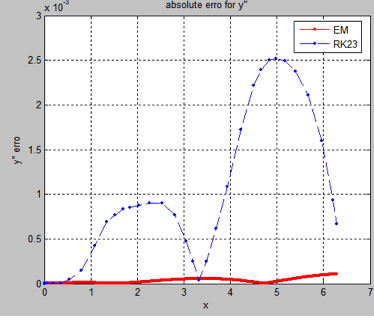 x 10⁻³
absolute erro for y''
EM
RK23
3
2.5
2
1.5
1
0.5
0
y'' erro
0 1 2 3 4 5 6 7
x